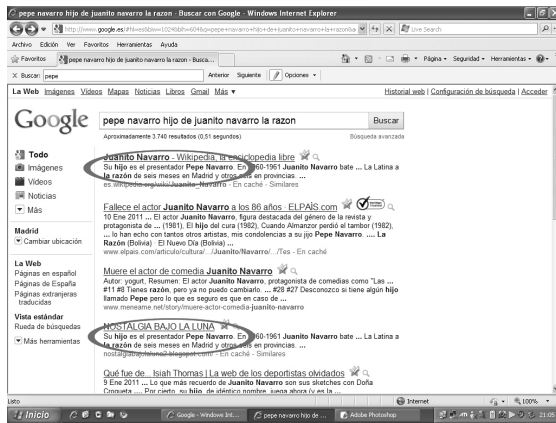 pepe navarro hijo de juanito navarro la razon - Buscar con Google - Windows Internet Explorer
Live Search
Archivo Edición Ver Favoritos Herramientas Ayuda
Favoritos pepe navarro hijo de juanito navarro la razon - Busca...
Página Seguridad Herramientas
Buscar: pepe Anterior Siguiente Opciones
La Web Imágenes Vídeos Mapas Noticias Libros Gmail Más Historial web | Configuración de búsqueda | Acceder
Google pepe navarro hijo de juanito navarro la razon Buscar
Aproximadamente 3.740 resultados (0,51 segundos) Búsqueda avanzada
Todo
Imágenes
Vídeos
Noticias
Más
Madrid
Cambiar ubicación
La Web
Páginas en español
Páginas de España
Páginas extranjeras traducidas
Vista estándar
Rueda de búsquedas
Más herramientas
Juanito Navarro - Wikipedia, la enciclopedia libre
Su hijo es el presentador Pepe Navarro. En 1960-1961 Juanito Navarro bate ... La Latina a
la razón de seis meses en Madrid y otros seis en provincias. ...
es.wikipedia.org/wiki/Juanito_Navarro - En caché - Similares
Fallece el actor Juanito Navarro a los 86 años · ELPAÍS.com
10 Ene 2011 ... El actor Juanito Navarro, figura destacada del género de la revista y
protagonista de ... (1981), El hijo del cura (1982), Cuando Almanzor perdió el tambor (1982),
... lo han echo con tantos otros artistas, mis condolencias a su jijo Pepe Navarro. .... La
Razón (Bolivia) · El Nuevo Día (Bolivia) ...
www.elpais.com/articulo/cultura/.../Juanito/Navarro/.../Tes - En caché
Muere el actor de comedia Juanito Navarro
Autor: yogurt, Resumen: El actor Juanito Navarro, protagonista de comedias como "Las ...
#11 #8 Tienes razón, pero ya no puedo cambiarlo. ... #28 #27 Desconozco si tiene algún hijo
llamado Pepe pero lo que es seguro es que en caso de ...
www.meneame.net/story/muere-actor-comedia-juanito-navarro
NOSTALGIA BAJO LA LUNA
Su hijo es el presentador Pepe Navarro. En 1960-1961 Juanito Navarro bate ... La Latina a
la razón de seis meses en Madrid y otros seis en provincias. ...
En caché - Similares
Qué fue de... Isiah Thomas | La web de los deportistas olvidados
9 Ene 2011 ... Lo que más recuerdo de Juanito Navarro son sus sketches con Doña
Croqueta ... Por cierto, su hijo, de idéntico nombre, juega ahora (y es la ...
Listo Internet 100%
Inicio Google - Windows Int... pepe navarro hijo de ... Adobe Photoshop 21:05